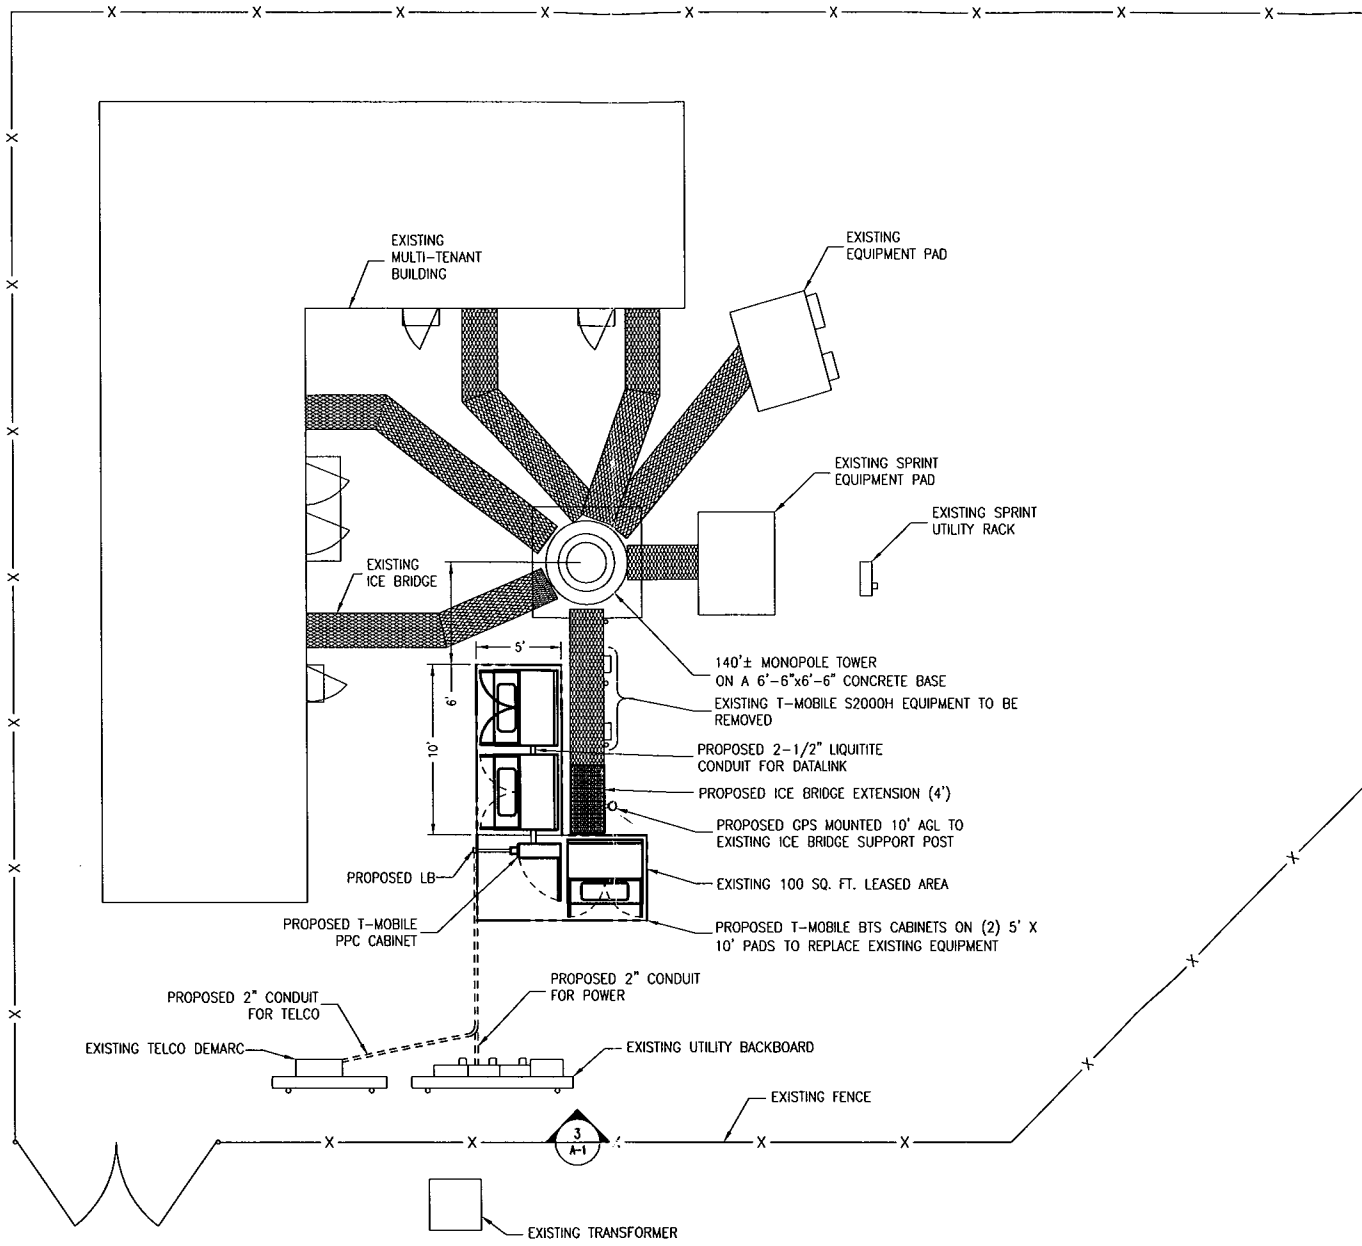 EXISTING
MULTI-TENANT
BUILDING
EXISTING
EQUIPMENT PAD
EXISTING SPRINT
EQUIPMENT PAD
EXISTING SPRINT
UTILITY RACK
EXISTING
ICE BRIDGE
5'
6'
10'
140'± MONOPOLE TOWER
ON A 6'-6"x6'-6" CONCRETE BASE
EXISTING T-MOBILE S2000H EQUIPMENT TO BE
REMOVED
PROPOSED 2-1/2" LIQUITITE
CONDUIT FOR DATALINK
PROPOSED ICE BRIDGE EXTENSION (4')
PROPOSED GPS MOUNTED 10' AGL TO
EXISTING ICE BRIDGE SUPPORT POST
PROPOSED LB
EXISTING 100 SQ. FT. LEASED AREA
PROPOSED T-MOBILE
PPC CABINET
PROPOSED T-MOBILE BTS CABINETS ON (2) 5' X
10' PADS TO REPLACE EXISTING EQUIPMENT
PROPOSED 2" CONDUIT
FOR POWER
PROPOSED 2" CONDUIT
FOR TELCO
EXISTING TELCO DEMARC
EXISTING UTILITY BACKBOARD
EXISTING FENCE
3
A-1
EXISTING TRANSFORMER